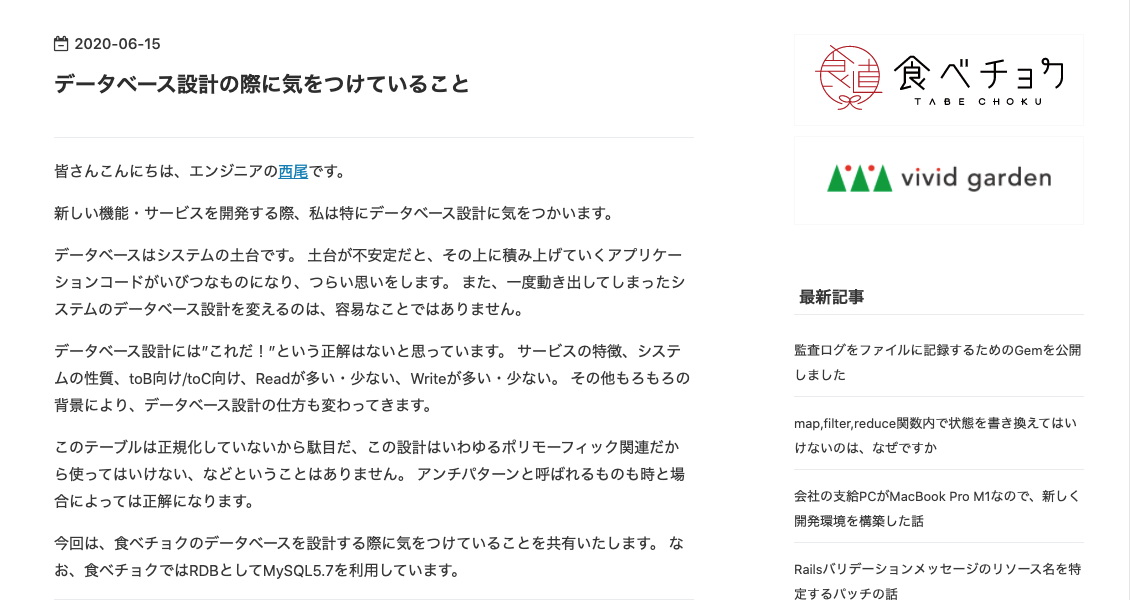 2020-06-15
データベース設計の際に気をつけていること
皆さんこんにちは、エンジニアの西尾です。
新しい機能・サービスを開発する際、私は特にデータベース設計に気をつかいます。
データベースはシステムの土台です。 土台が不安定だと、その上に積み上げていくアプリケー
ションコードがいびつなものになり、つらい思いをします。 また、一度動き出してしまったシ
ステムのデータベース設計を変えるのは、容易なことではありません。
データベース設計には”これだ！”という正解はないと思っています。 サービスの特徴、システ
ムの性質、toB向け/toC向け、Readが多い・少ない、Writeが多い・少ない。 その他もろもろの
背景により、データベース設計の仕方も変わってきます。
このテーブルは正規化していないから駄目だ、この設計はいわゆるポリモーフィック関連だか
ら使ってはいけない、などということはありません。 アンチパターンと呼ばれるものも時と場
合によっては正解になります。
今回は、食べチョクのデータベースを設計する際に気をつけていることを共有いたします。 な
お、食べチョクではRDBとしてMySQL5.7を利用しています。
食直
食べチョク
TABE CHOKU
vivid garden
最新記事
監査ログをファイルに記録するためのGemを公開
しました
map,filter,reduce関数内で状態を書き換えてはい
けないのは、なぜですか
会社の支給PCがMacBook Pro M1なので、新しく
開発環境を構築した話
Railsバリデーションメッセージのリソース名を特
定するパッチの話